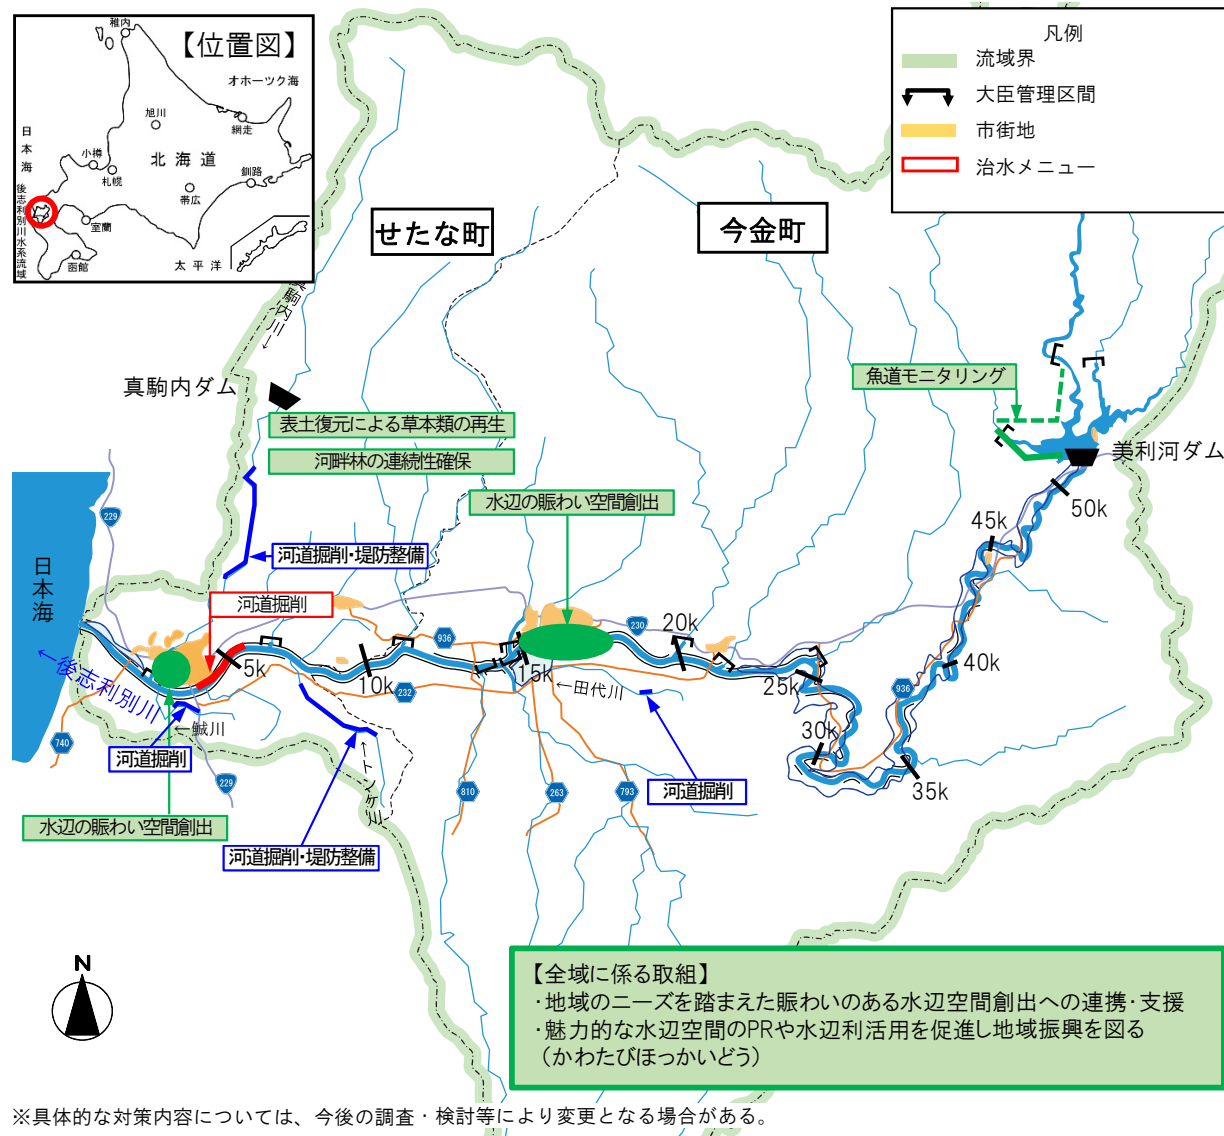 【位置図】
稚内
オホーツク海
旭川
網走
日本海
小樽
札幌
北海道
釧路
帯広
室蘭
函館
太平洋
後志利別川水系流域
凡例
流域界
大臣管理区間
市街地
治水メニュー
せたな町
今金町
真駒内川
←
真駒内ダム
表土復元による草本類の再生
河畔林の連続性確保
魚道モニタリング
美利河ダム
水辺の賑わい空間創出
50k
45k
229
日本海
河道掘削・堤防整備
河道掘削
936
230
20k
5k
10k
15k
25k
40k
←後志利別川
232
←田代川
936
30k
740
←鯎川
河道掘削
←トンケ川
229
810
263
793
河道掘削
35k
水辺の賑わい空間創出
河道掘削・堤防整備
N
【全域に係る取組】
・地域のニーズを踏まえた賑わいのある水辺空間創出への連携・支援
・魅力的な水辺空間のPRや水辺利活用を促進し地域振興を図る
（かわたびほっかいどう）
※具体的な対策内容については、今後の調査・検討等により変更となる場合がある。